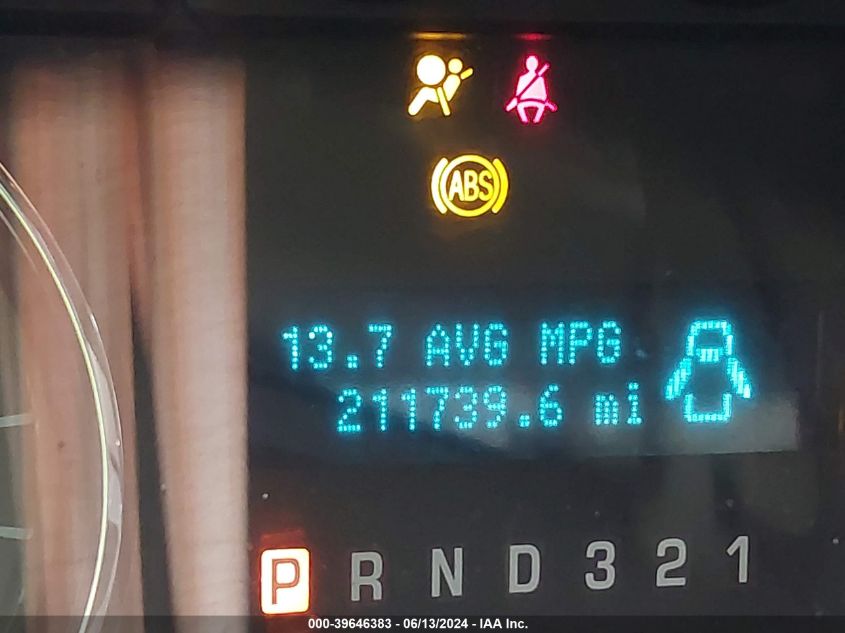 ABS
13.7 AVG MPG
211739.6 mi
P R N D 3 2 1
000-39646383 - 06/13/2024 - IAA Inc.